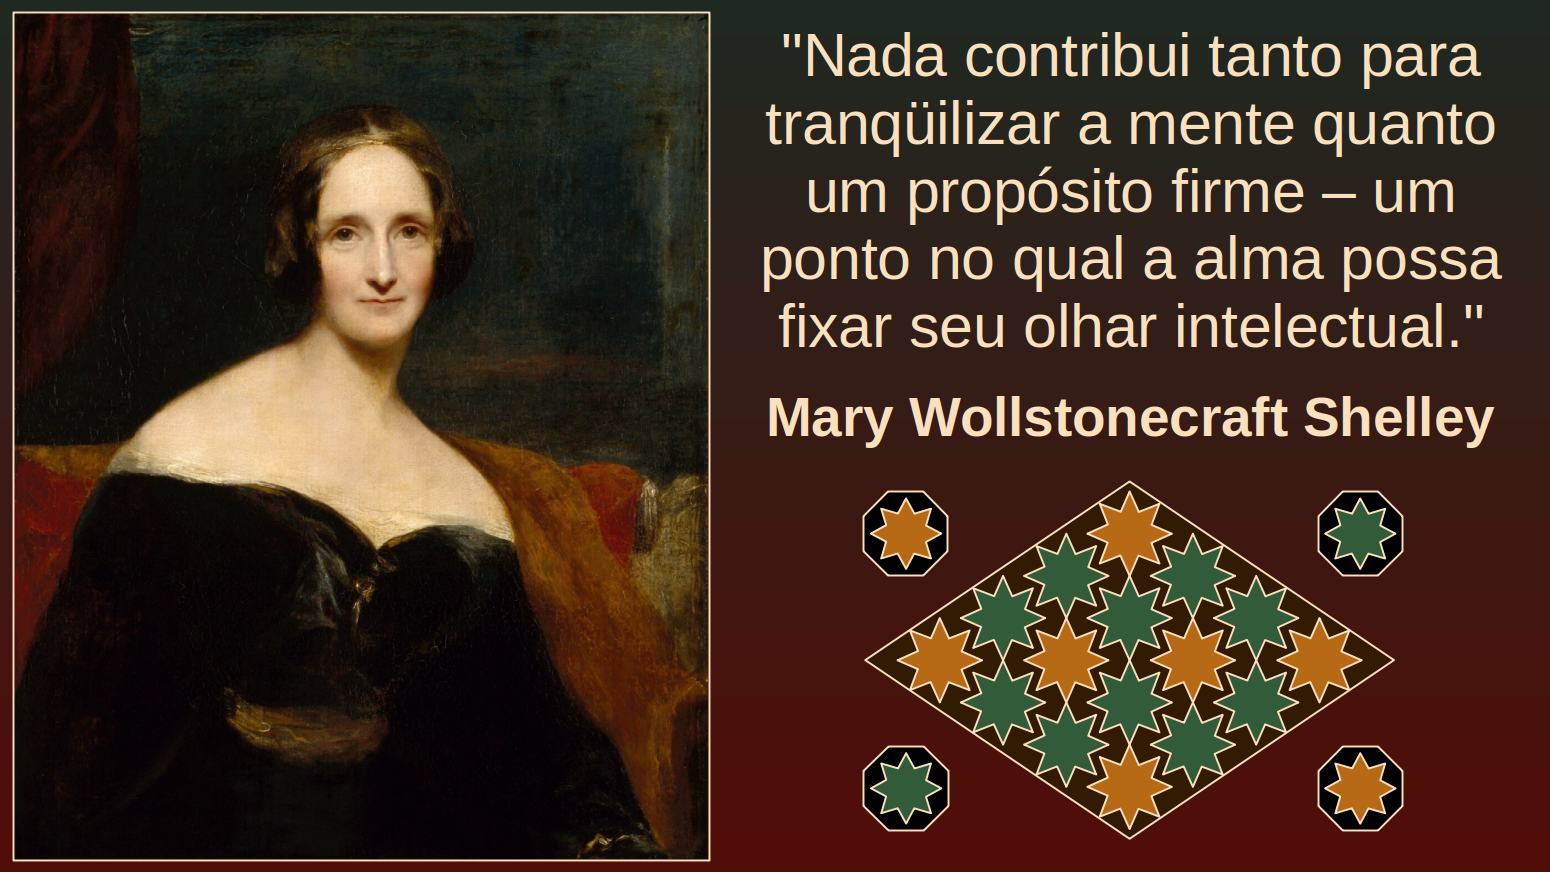 "Nada contribui tanto para
tranqüilizar a mente quanto
um propósito firme – um
ponto no qual a alma possa
fixar seu olhar intelectual."
Mary Wollstonecraft Shelley